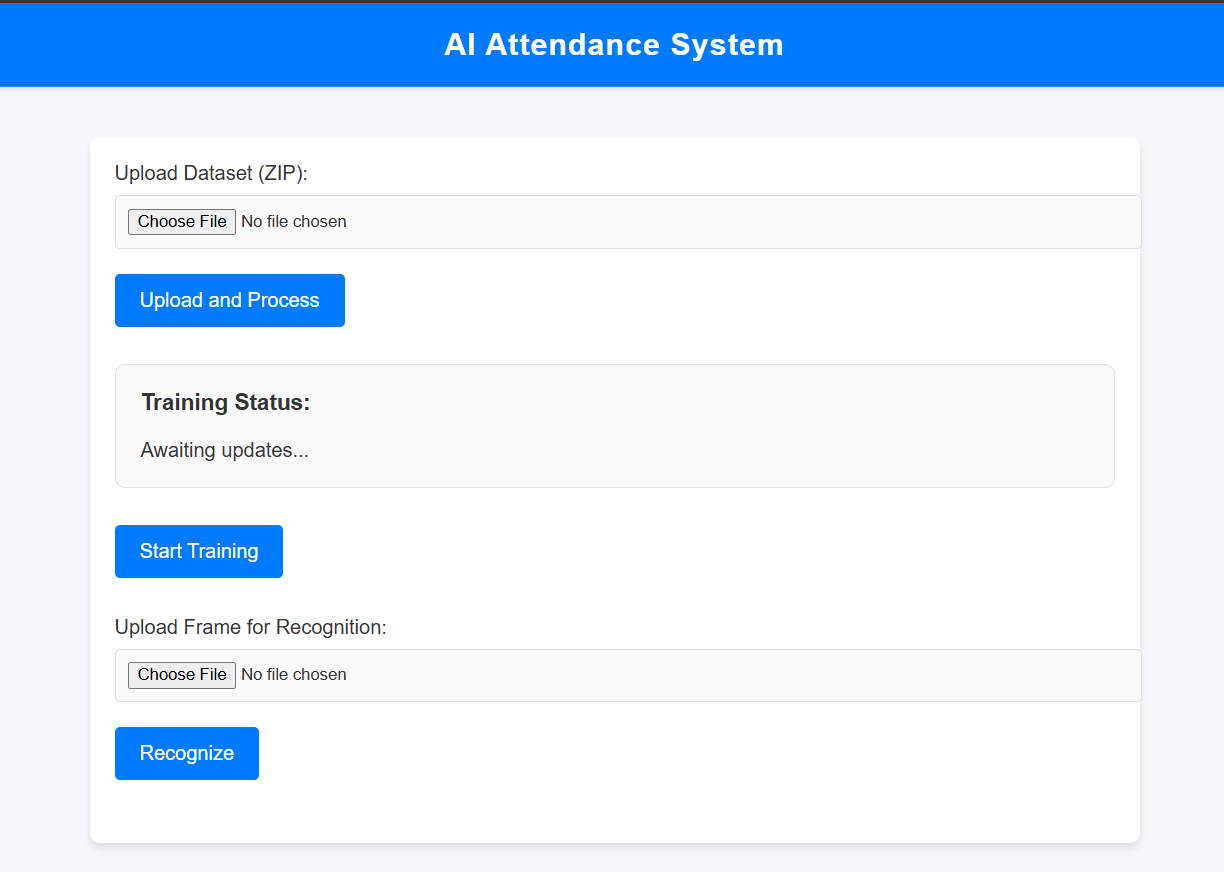 AI Attendance System
Upload Dataset (ZIP):
Choose File No file chosen
Upload and Process
Training Status:
Awaiting updates...
Start Training
Upload Frame for Recognition:
Choose File No file chosen
Recognize